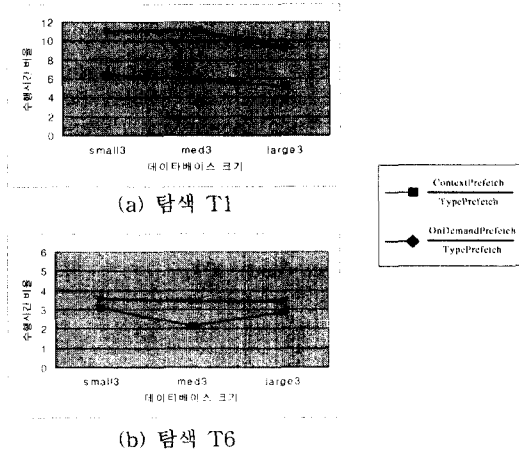 12
10
8
6
4
2
0
수행시간 비율
small3 med3 large3
데이타베이스 크기
(a) 탐색 T1
ContextPrefetch
TypePrefetch
OnDemandPrefetch
TypePrefetch
6
5
4
3
2
1
0
수행시간 비율
small3 med3 large3
데이타베이스 크기
(b) 탐색 T6